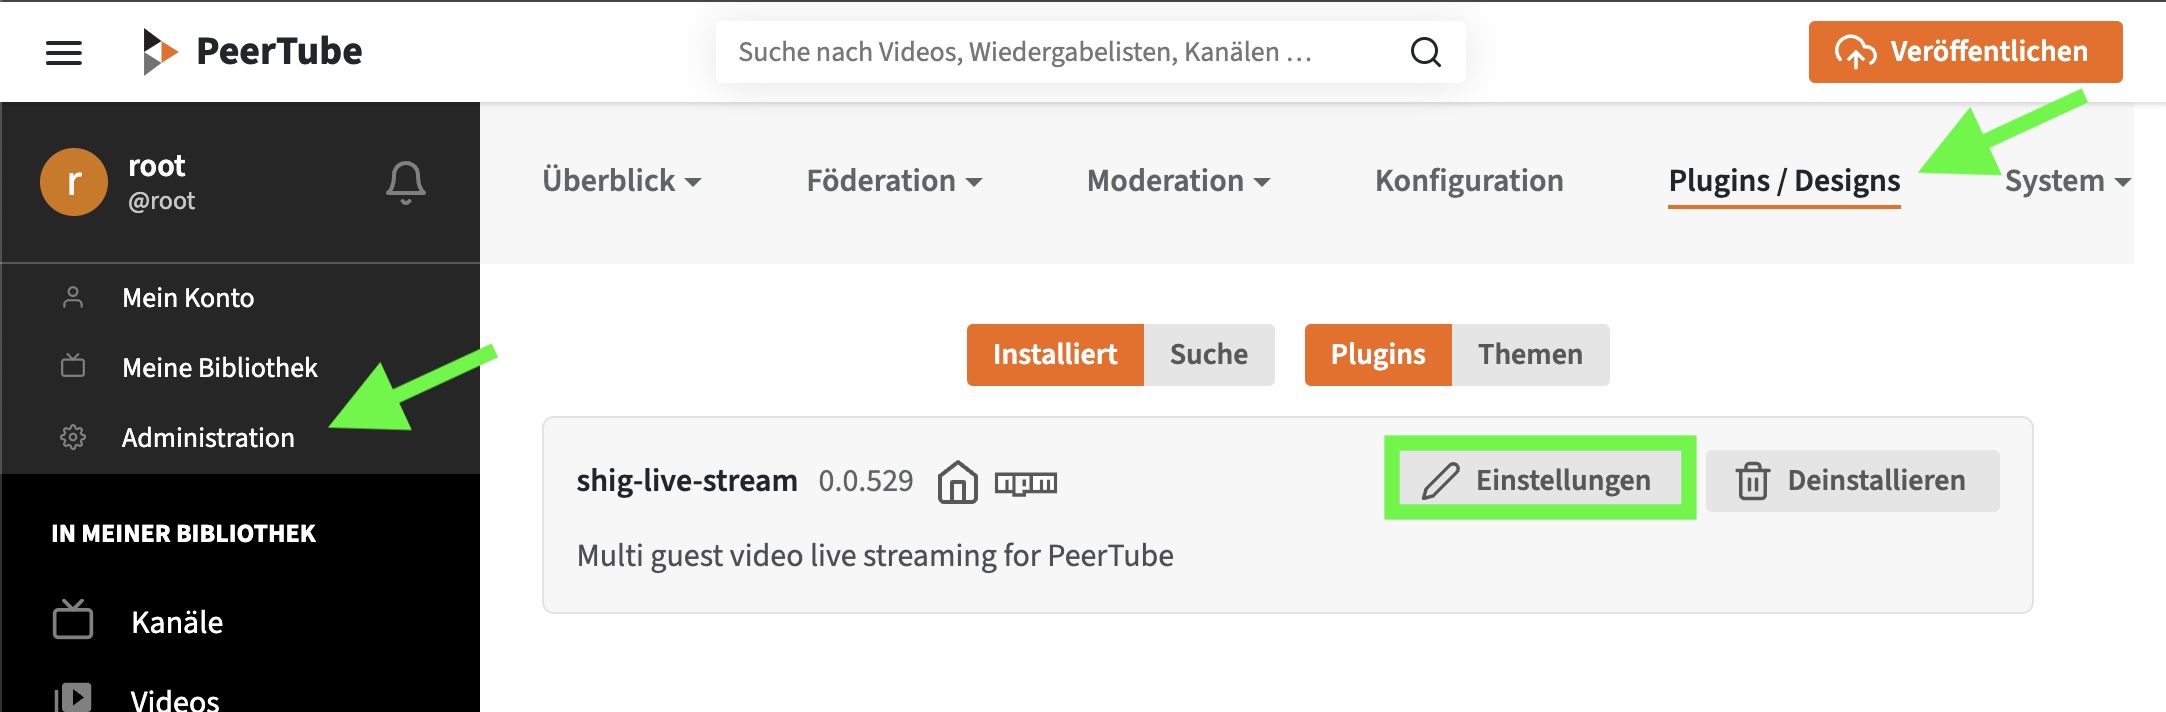 PeerTube
Suche nach Videos, Wiedergabelisten, Kanälen …
Veröffentlichen
r
root
@root
Überblick
Föderation
Moderation
Konfiguration
Plugins / Designs
System
Mein Konto
Meine Bibliothek
Administration
Installiert
Suche
Plugins
Themen
shig-live-stream 0.0.529
npm
Einstellungen
Deinstallieren
Multi guest video live streaming for PeerTube
IN MEINER BIBLIOTHEK
Kanäle
Videos